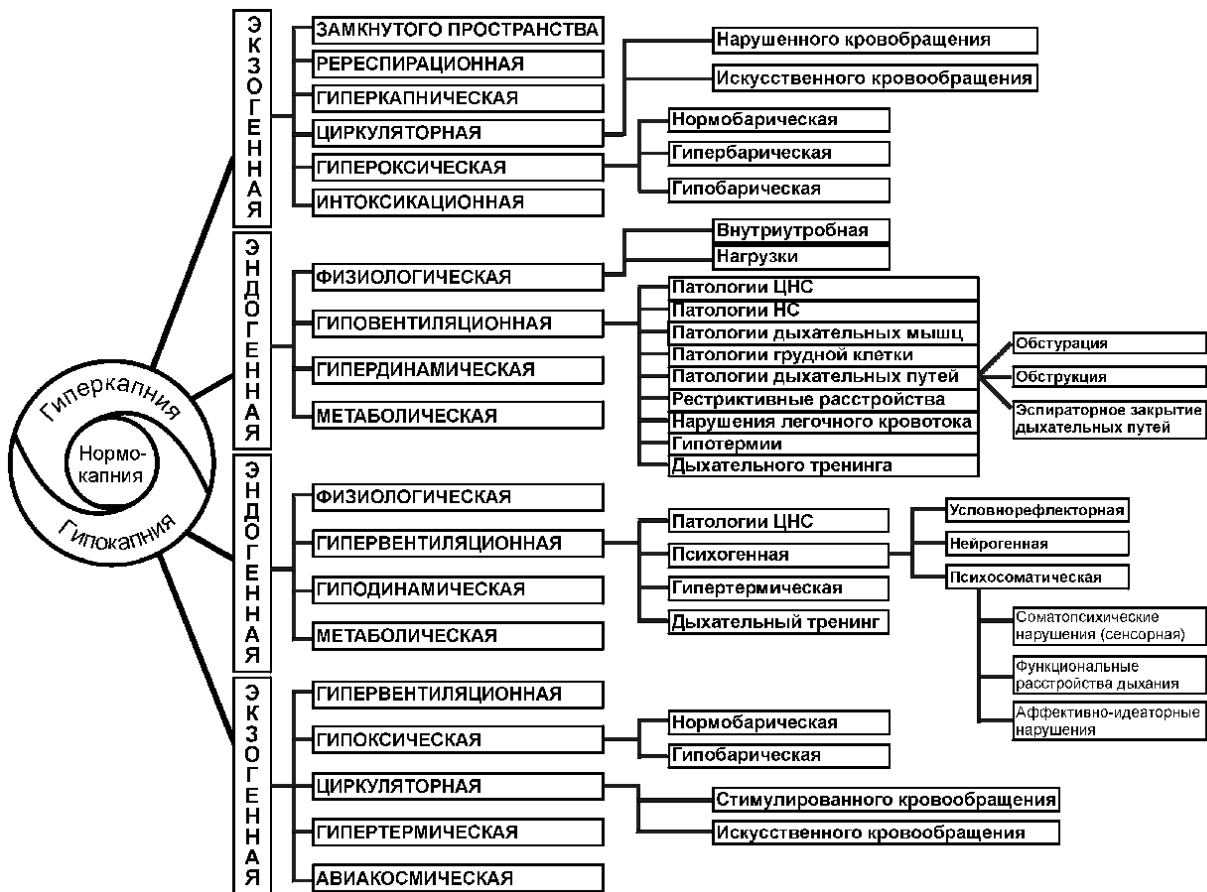 Гиперкапния
Нормо-
капния
Гипокапния
ЭКЗОГЕННАЯ
ЗАМКНУТОГО ПРОСТРАНСТВА
РЕРЕСПИРАЦИОННАЯ
ГИПЕРКАПНИЧЕСКАЯ
ЦИРКУЛЯТОРНАЯ
Нарушенного кровобращения
Искусственного кровообращения
ГИПЕРОКСИЧЕСКАЯ
Нормобарическая
Гипербарическая
Гипобарическая
ИНТОКСИКАЦИОННАЯ
ЭНДОГЕННАЯ
ФИЗИОЛОГИЧЕСКАЯ
Внутриутробная
Нагрузки
ГИПОВЕНТИЛЯЦИОННАЯ
Патологии ЦНС
Патологии НС
Патологии дыхательных мышц
Патологии грудной клетки
Патологии дыхательных путей
Обстурация
Обструкция
Эспираторное закрытие
дыхательных путей
Рестриктивные расстройства
Нарушения легочного кровотока
Гипотермии
Дыхательного тренинга
ГИПЕРДИНАМИЧЕСКАЯ
МЕТАБОЛИЧЕСКАЯ
ЭНДОГЕННАЯ
ФИЗИОЛОГИЧЕСКАЯ
ГИПЕРВЕНТИЛЯЦИОННАЯ
Патологии ЦНС
Психогенная
Условнорефлекторная
Нейрогенная
Психосоматическая
Соматопсихические
нарушения (сенсорная)
Функциональные
расстройства дыхания
Аффективно-идеаторные
нарушения
Гипертермическая
Дыхательный тренинг
ГИПОДИНАМИЧЕСКАЯ
МЕТАБОЛИЧЕСКАЯ
ЭКЗОГЕННАЯ
ГИПЕРВЕНТИЛЯЦИОННАЯ
ГИПОКСИЧЕСКАЯ
Нормобарическая
Гипобарическая
ЦИРКУЛЯТОРНАЯ
Стимулированного кровообращения
Искусственного кровообращения
ГИПЕРТЕРМИЧЕСКАЯ
АВИАКОСМИЧЕСКАЯ